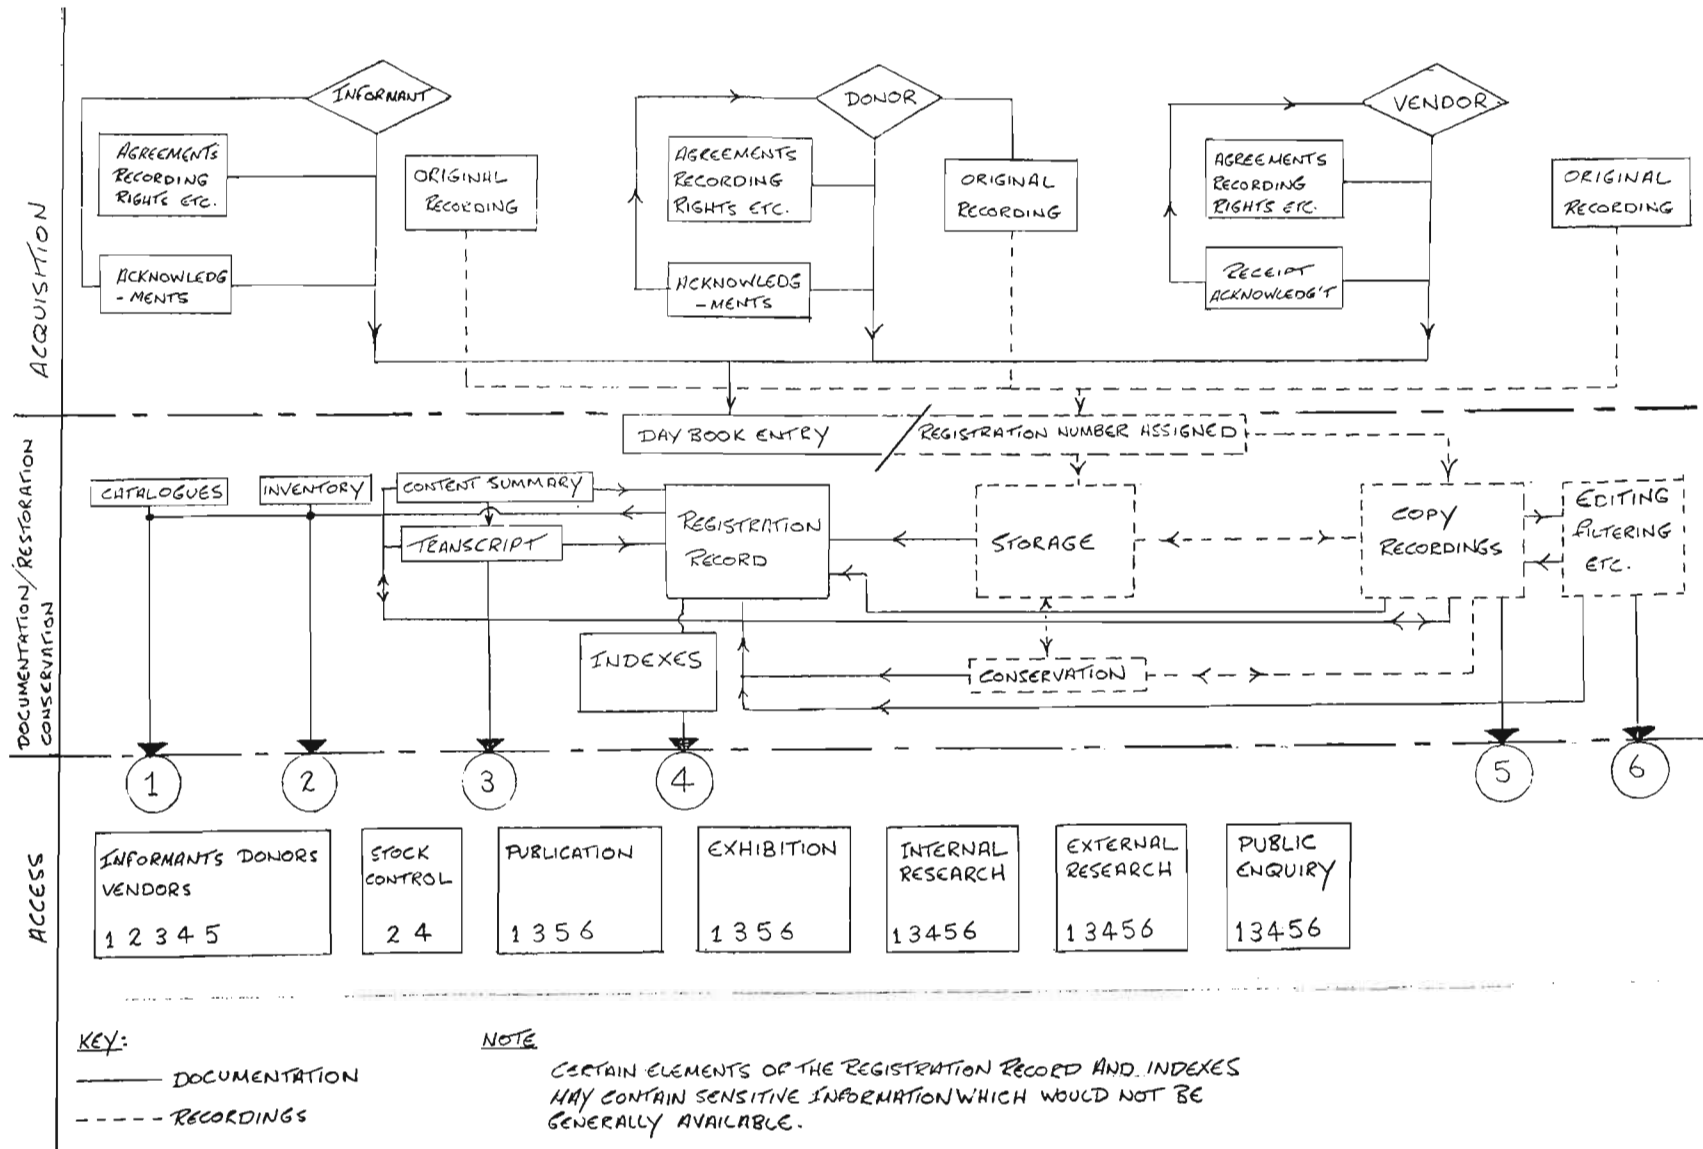 ACQUISITION
INFORMANT
AGREEMENTS
RECORDING
RIGHTS ETC.
ACKNOWLEDG
-MENTS
ORIGINAL
RECORDING
DONOR
AGREEMENTS
RECORDING
RIGHTS ETC.
ACKNOWLEDG
-MENTS
ORIGINAL
RECORDING
VENDOR
AGREEMENTS
RECORDING
RIGHTS ETC.
RECEIPT
ACKNOWLEDG'T
ORIGINAL
RECORDING
DOCUMENTATION/RESTORATION
CONSERVATION
DAY BOOK ENTRY / REGISTRATION NUMBER ASSIGNED
CATALOGUES
INVENTORY
CONTENT SUMMARY
TRANSCRIPT
REGISTRATION
RECORD
STORAGE
COPY
RECORDINGS
EDITING
FILTERING
ETC.
INDEXES
CONSERVATION
1
2
3
4
5
6
ACCESS
INFORMANTS DONORS
VENDORS
1 2 3 4 5
STOCK
CONTROL
2 4
PUBLICATION
1 3 5 6
EXHIBITION
1 3 5 6
INTERNAL
RESEARCH
13456
EXTERNAL
RESEARCH
13456
PUBLIC
ENQUIRY
13456
KEY:
DOCUMENTATION
RECORDINGS
NOTE
CERTAIN ELEMENTS OF THE REGISTRATION RECORD AND INDEXES
MAY CONTAIN SENSITIVE INFORMATION WHICH WOULD NOT BE
GENERALLY AVAILABLE.